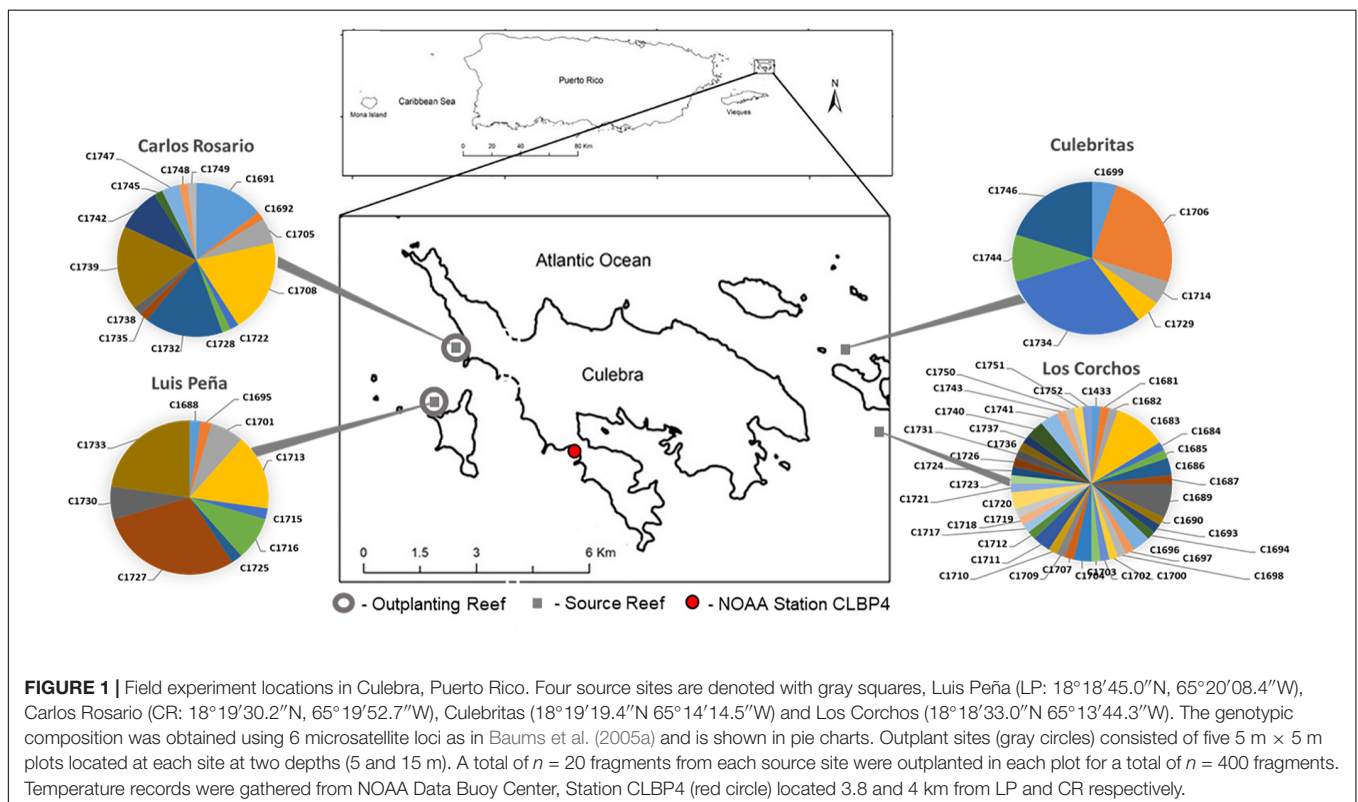 Puerto Rico
Caribbean Sea
Mona Island
Vieques
N
0 20 40 80 Km
Carlos Rosario
C1747
C1748
C1749
C1745
C1691
C1742
C1692
C1705
C1739
C1708
C1738
C1735
C1732
C1728
C1722
Luis Peña
C1688
C1695
C1701
C1733
C1713
C1730
C1715
C1716
C1727
C1725
Atlantic Ocean
Culebra
0 1.5 3 6 Km
Culebritas
C1699
C1746
C1706
C1744
C1714
C1729
C1734
Los Corchos
C1751
C1752
C1433
C1681
C1750
C1682
C1743
C1683
C1741
C1740
C1684
C1737
C1685
C1731
C1736
C1686
C1726
C1687
C1724
C1723
C1689
C1721
C1690
C1720
C1693
C1719
C1718
C1694
C1717
C1696
C1712
C1697
C1711
C1698
C1710
C1709
C1707
C1704
C1703
C1702
C1700
- Outplanting Reef - Source Reef - NOAA Station CLBP4
FIGURE 1 | Field experiment locations in Culebra, Puerto Rico. Four source sites are denoted with gray squares, Luis Peña (LP: 18°18′45.0″N, 65°20′08.4″W),
Carlos Rosario (CR: 18°19′30.2″N, 65°19′52.7″W), Culebritas (18°19′19.4″N 65°14′14.5″W) and Los Corchos (18°18′33.0″N 65°13′44.3″W). The genotypic
composition was obtained using 6 microsatellite loci as in Baums et al. (2005a) and is shown in pie charts. Outplant sites (gray circles) consisted of five 5 m × 5 m
plots located at each site at two depths (5 and 15 m). A total of n = 20 fragments from each source site were outplanted in each plot for a total of n = 400 fragments.
Temperature records were gathered from NOAA Data Buoy Center, Station CLBP4 (red circle) located 3.8 and 4 km from LP and CR respectively.